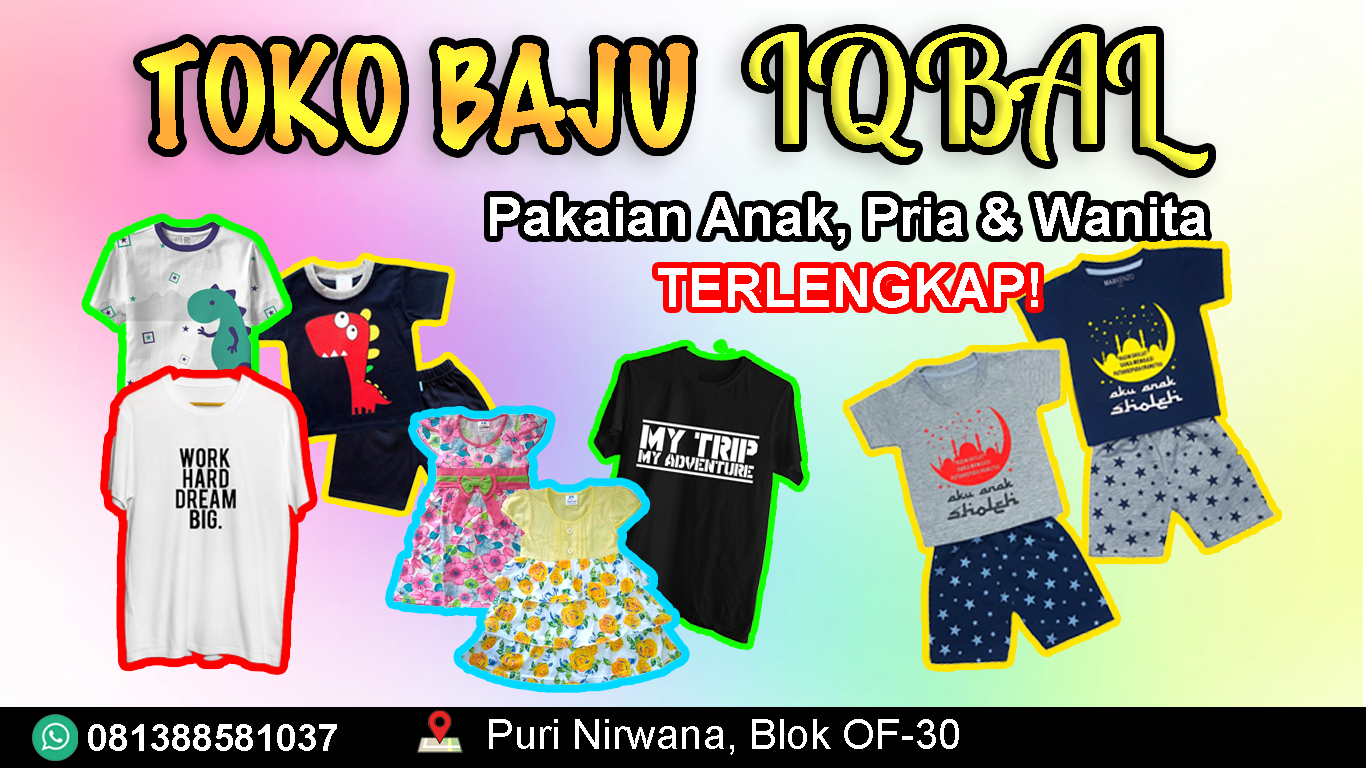 TOKO BAJU IQBAL
Pakaian Anak, Pria & Wanita
TERLENGKAP!
WORK
HARD
DREAM
BIG.
MY TRIP
MY ADVENTURE
aku anak
sholeh
aku anak
sholeh
081388581037
Puri Nirwana, Blok OF-30